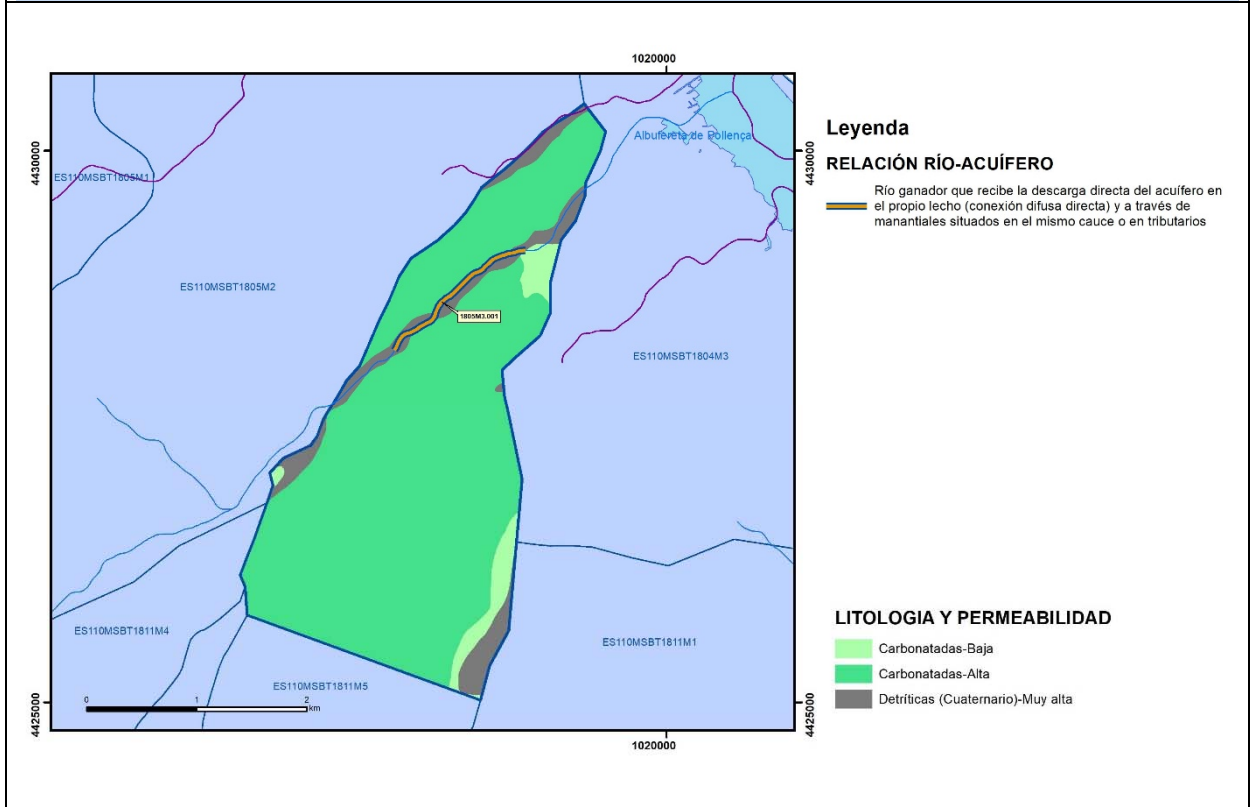 1020000
4430000
4430000
Albufereta de Pollença
ES110MSBT1805M1
ES110MSBT1805M2
1805M3.001
ES110MSBT1804M3
ES110MSBT1811M4
ES110MSBT1811M1
ES110MSBT1811M5
0 1 2
km
4425000
4425000
1020000
Leyenda
RELACIÓN RÍO-ACUÍFERO
Río ganador que recibe la descarga directa del acuífero en
el propio lecho (conexión difusa directa) y a través de
manantiales situados en el mismo cauce o en tributarios
LITOLOGIA Y PERMEABILIDAD
Carbonatadas-Baja
Carbonatadas-Alta
Detríticas (Cuaternario)-Muy alta